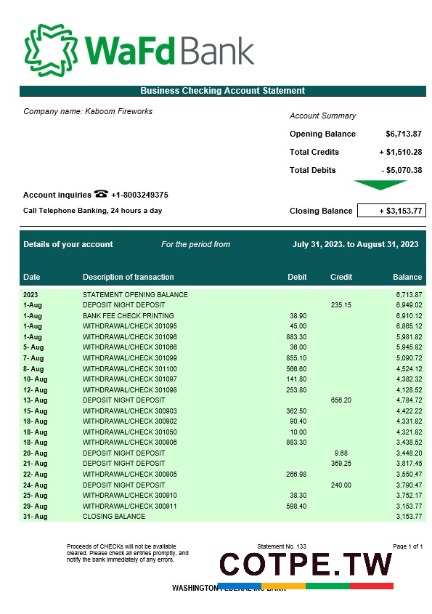 WaFd Bank
Business Checking Account Statement
Company name: Kaboom Fireworks
Account Summary
Opening Balance $6,713.87
Total Credits + $1,510.28
Total Debits - $5,070.38
Account inquiries ☎ +1-8003249375
Call Telephone Banking, 24 hours a day
Closing Balance + $3,153.77
Details of your account For the period from July 31, 2023. to August 31, 2023
Date Description of transaction Debit Credit Balance
2023 STATEMENT OPENING BALANCE 6,713.87
1-Aug DEPOSIT NIGHT DEPOSIT 235.15 6,949.02
1-Aug BANK FEE CHECK PRINTING 38.90 6,910.12
1-Aug WITHDRAWAL/CHECK 301095 45.00 6,865.12
1-Aug WITHDRAWAL/CHECK 301096 883.30 5,981.82
5- Aug WITHDRAWAL/CHECK 301066 36.00 5,945.82
7- Aug WITHDRAWAL/CHECK 301099 855.10 5,090.72
8- Aug WITHDRAWAL/CHECK 301100 566.60 4,524.12
10- Aug WITHDRAWAL/CHECK 301097 141.80 4,382.32
12- Aug WITHDRAWAL/CHECK 301098 253.80 4,128.52
13- Aug DEPOSIT NIGHT DEPOSIT 656.20 4,784.72
15- Aug WITHDRAWAL/CHECK 300903 362.50 4,422.22
18- Aug WITHDRAWAL/CHECK 300902 90.40 4,331.82
18- Aug WITHDRAWAL/CHECK 301050 10.00 4,321.82
18- Aug WITHDRAWAL/CHECK 300906 883.30 3,438.52
20- Aug DEPOSIT NIGHT DEPOSIT 9.68 3,448.20
21- Aug DEPOSIT NIGHT DEPOSIT 369.25 3,817.45
22- Aug WITHDRAWAL/CHECK 300905 266.98 3,550.47
24- Aug DEPOSIT NIGHT DEPOSIT 240.00 3,790.47
25- Aug WITHDRAWAL/CHECK 300910 38.30 3,752.17
29- Aug WITHDRAWAL/CHECK 300911 598.40 3,153.77
31- Aug CLOSING BALANCE 3,153.77
Proceeds of CHECKs will not be available
cleared. Please check all entries promptly, and
notify the bank immediately of any errors.
Statement No. 133
Page 1 of 1
COTPE.TW
WASHINGTON FEDERAL INC BANK